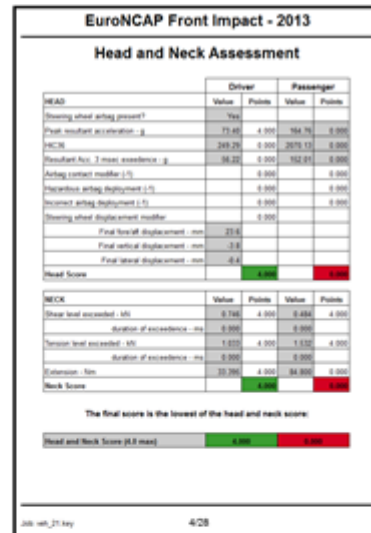 EuroNCAP Front Impact - 2013
Head and Neck Assessment
Driver Passenger
HEAD Value Points Value Points
Steering wheel airbag present? Yes
Peak resultant acceleration - g 73.40 4.000 164.76 0.000
HIC36 249.29 0.000 2070.13 0.000
Resultant Acc. 3 msec exeedence - g 56.22 0.000 152.01 0.000
Airbag contact modifier (-1) 0.000 0.000
Hazardous airbag deployment (-1) 0.000 0.000
Incorrect airbag deployment (-1) 0.000 0.000
Steering wheel displacement modifier 0.000
Final fore/aft displacement - mm 23.6
Final vertical displacement - mm -3.8
Final lateral displacement - mm -8.4
Head Score 4.000 0.000
NECK Value Points Value Points
Shear level exceeded - kN 0.746 4.000 0.484 4.000
duration of exceedence - ms 0.000 0.000
Tension level exceeded - kN 1.033 4.000 1.532 4.000
duration of exceedence - ms 0.000 0.000
Extension - Nm 33.396 4.000 84.800 0.000
Neck Score 4.000 0.000
The final score is the lowest of the head and neck score:
Head and Neck Score (4.0 max) 4.000 0.000
Job: veh_21.key 4/28